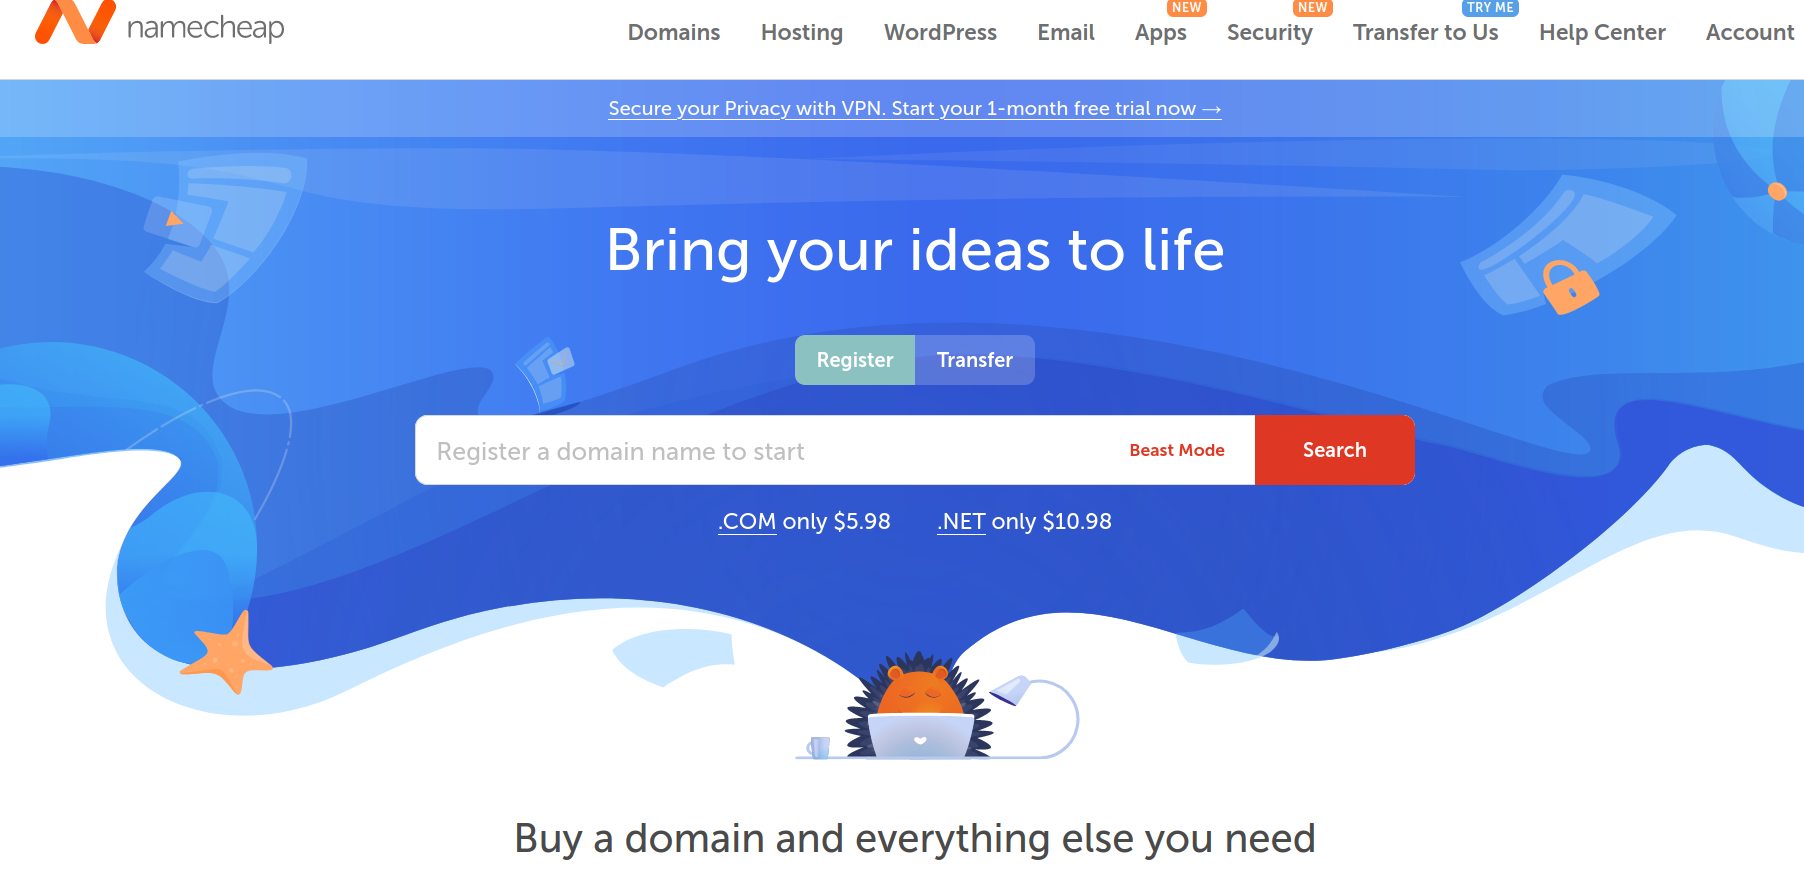 namecheap
NEW NEW TRY ME
Domains Hosting WordPress Email Apps Security Transfer to Us Help Center Account
Secure your Privacy with VPN. Start your 1-month free trial now →
Bring your ideas to life
Register Transfer
Register a domain name to start Beast Mode Search
.COM only $5.98 .NET only $10.98
Buy a domain and everything else you need